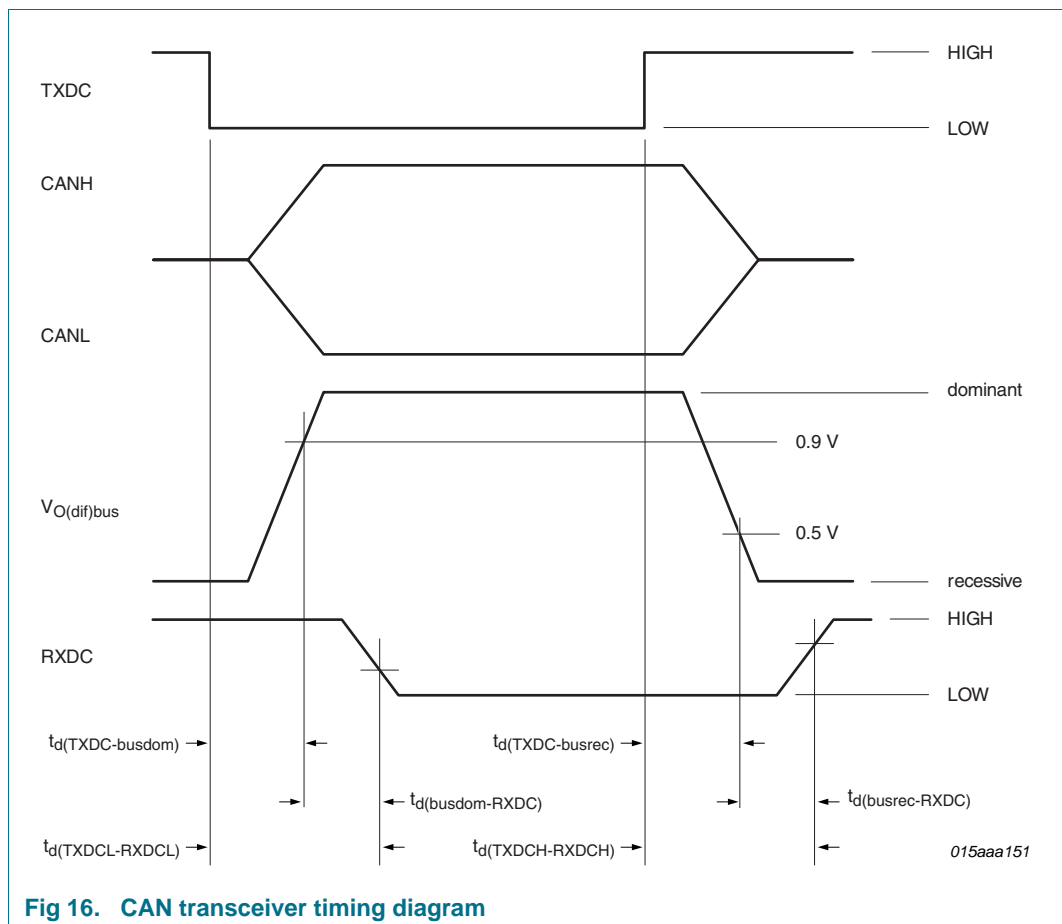 HIGH
TXDC
LOW
CANH
CANL
dominant
0.9 V
VO(dif)bus
0.5 V
recessive
HIGH
RXDC
LOW
td(TXDC-busdom)
td(TXDC-busrec)
td(busdom-RXDC)
td(busrec-RXDC)
td(TXDCL-RXDCL)
td(TXDCH-RXDCH)
015aaa151
Fig 16. CAN transceiver timing diagram